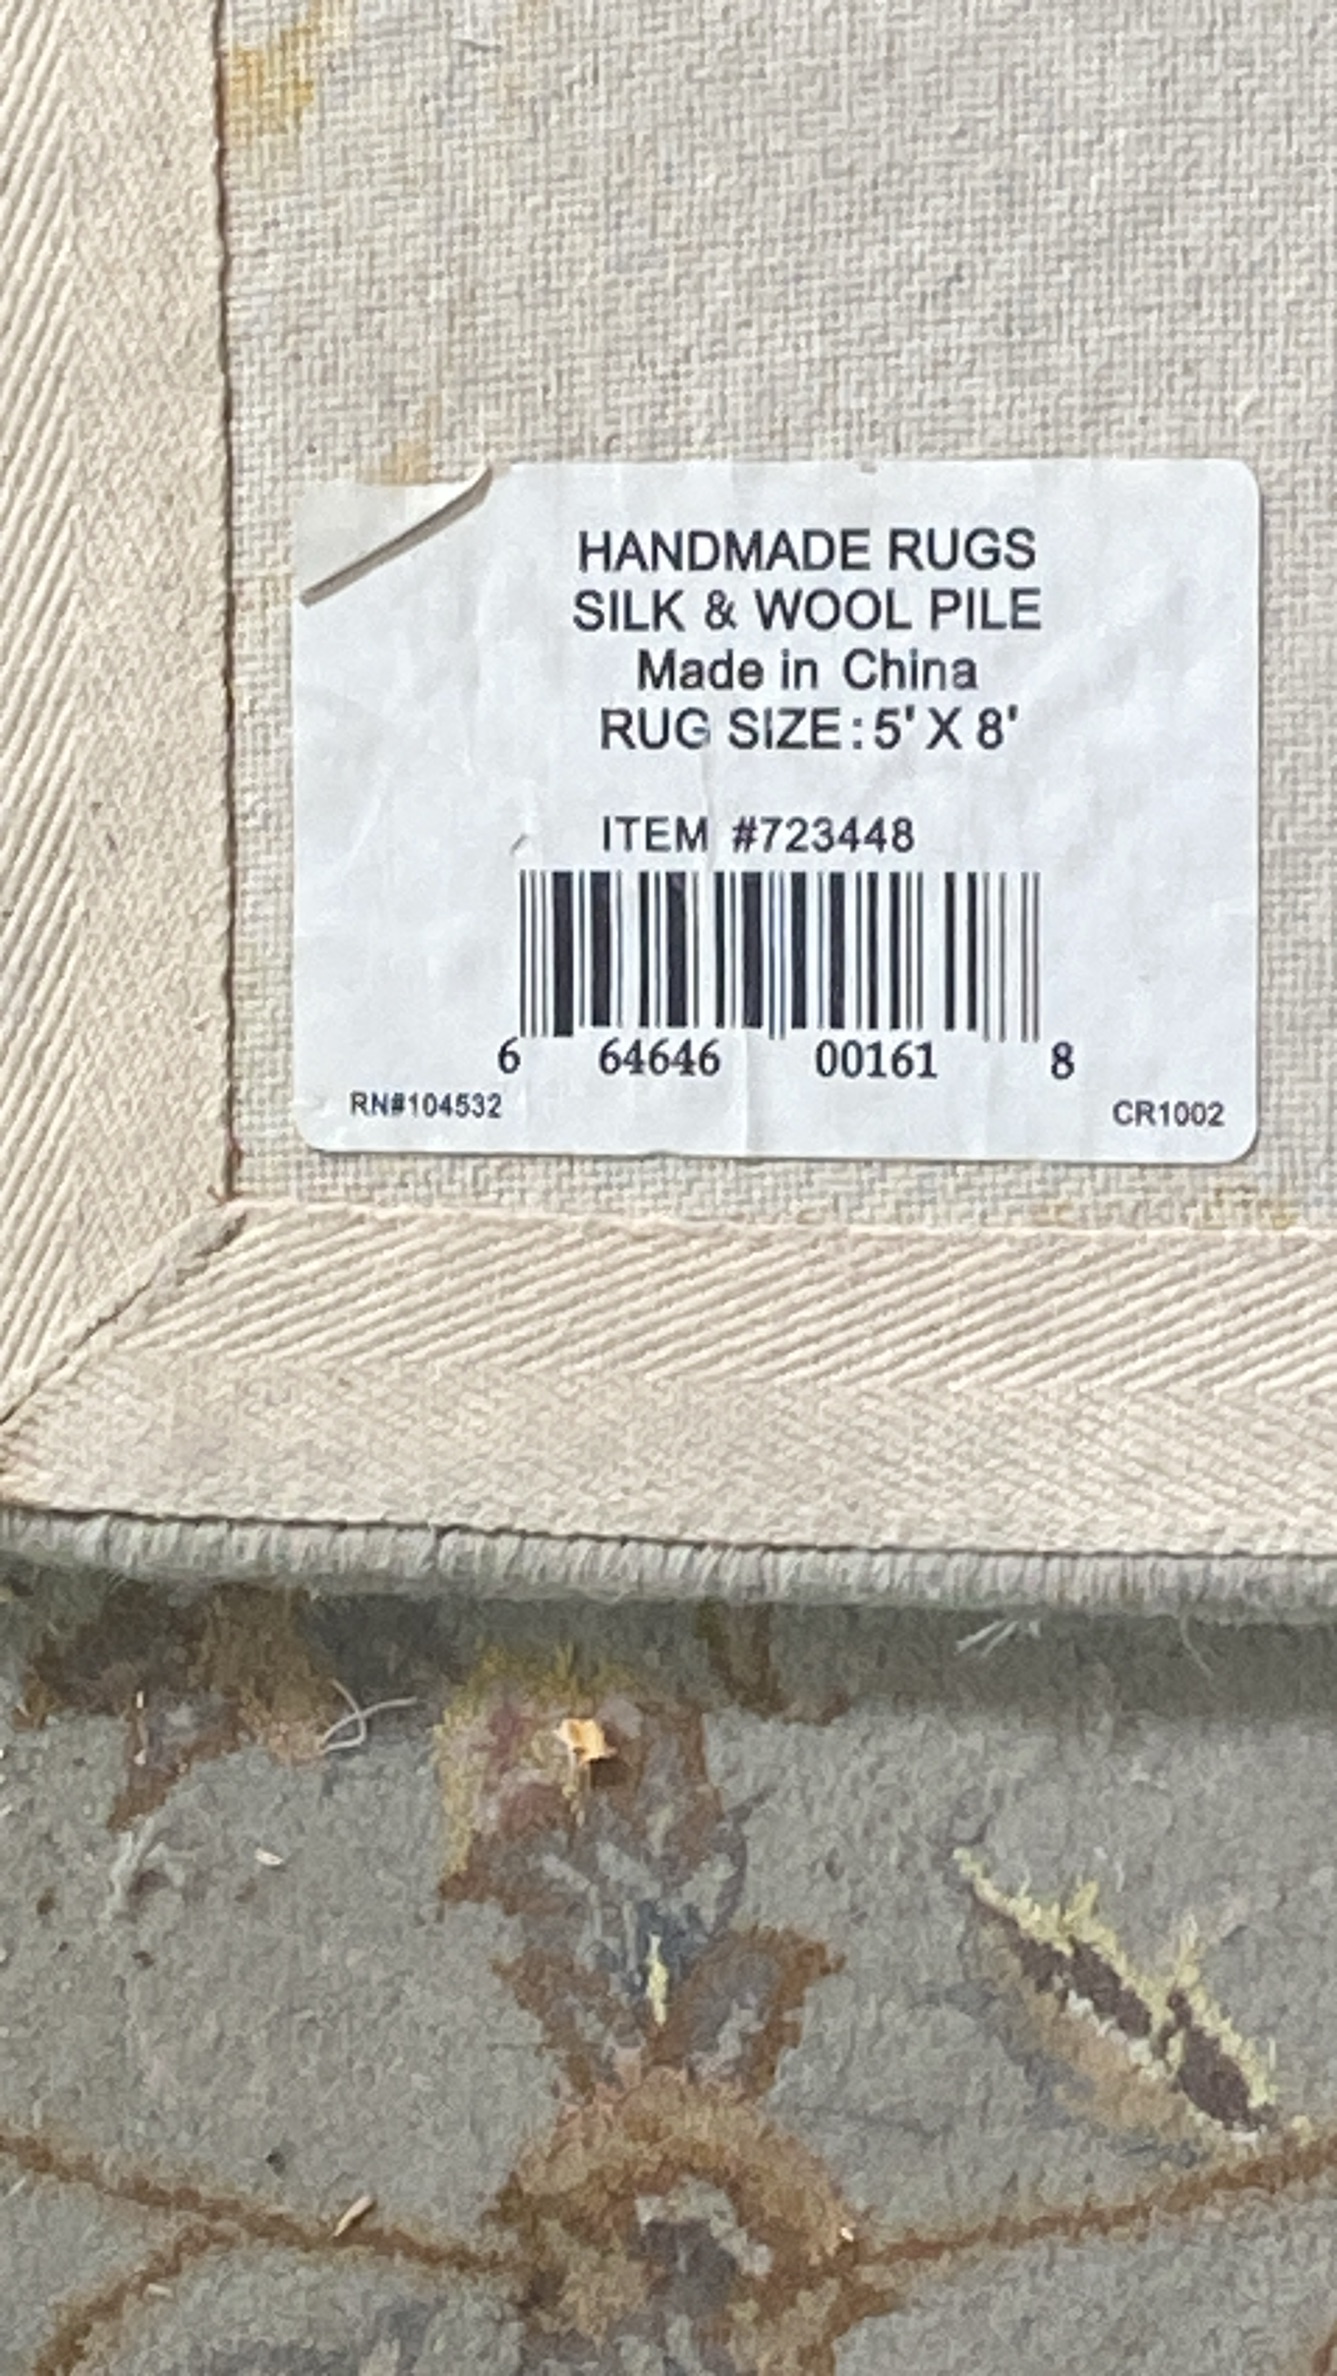 HANDMADE RUGS
SILK & WOOL PILE
Made in China
RUG SIZE: 5' X 8'
ITEM #723448
6 64646 00161 8
RN#104532
CR1002